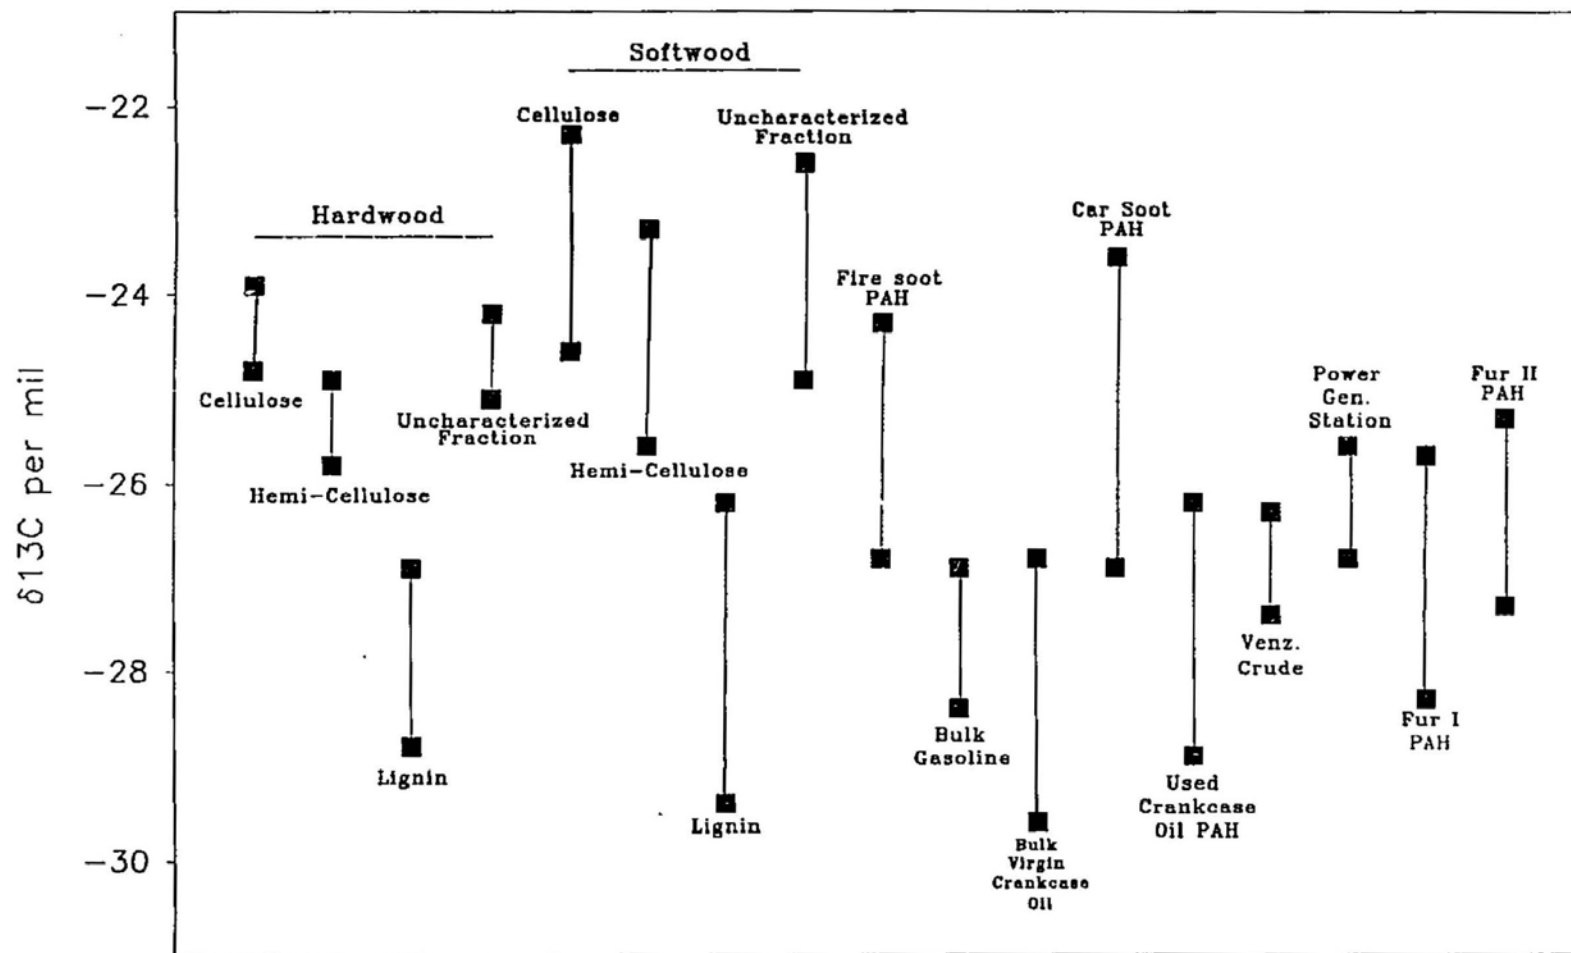 Softwood
-22
Cellulose
Uncharacterized
Fraction
Hardwood
Car Soot
PAH
Fire soot
PAH
-24
δ13C per mil
Cellulose
Uncharacterized
Fraction
Power
Gen.
Station
Fur II
PAH
Hemi-Cellulose
Hemi-Cellulose
-26
Venz.
Crude
-28
Lignin
Bulk
Gasoline
Fur I
PAH
Lignin
Used
Crankcase
Oil PAH
-30
Bulk
Virgin
Crankcase
Oil